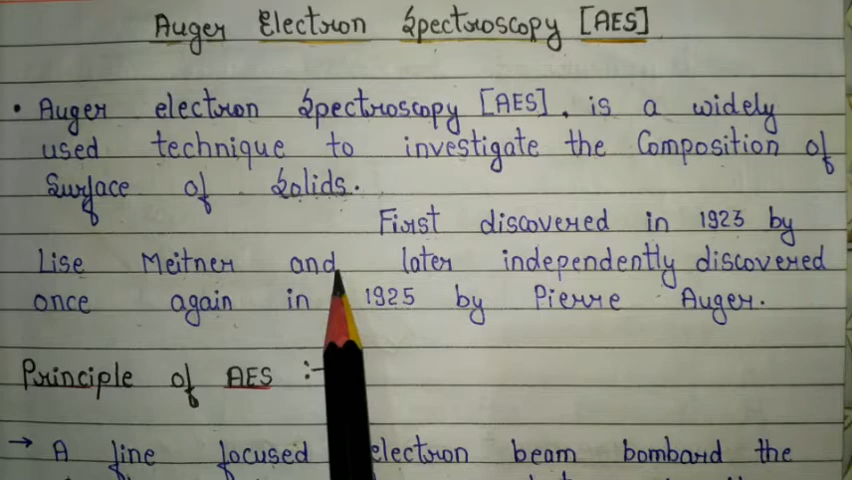 Auger Electron Spectroscopy [AES]
• Auger electron Spectroscopy [AES], is a widely
used technique to investigate the Composition of
Surface of Solids.
First discovered in 1923 by
Lise Meitner and later independently discovered
once again in 1925 by Pierre Auger.
Principle of AES :-
→ A fine focused electron beam bombard the